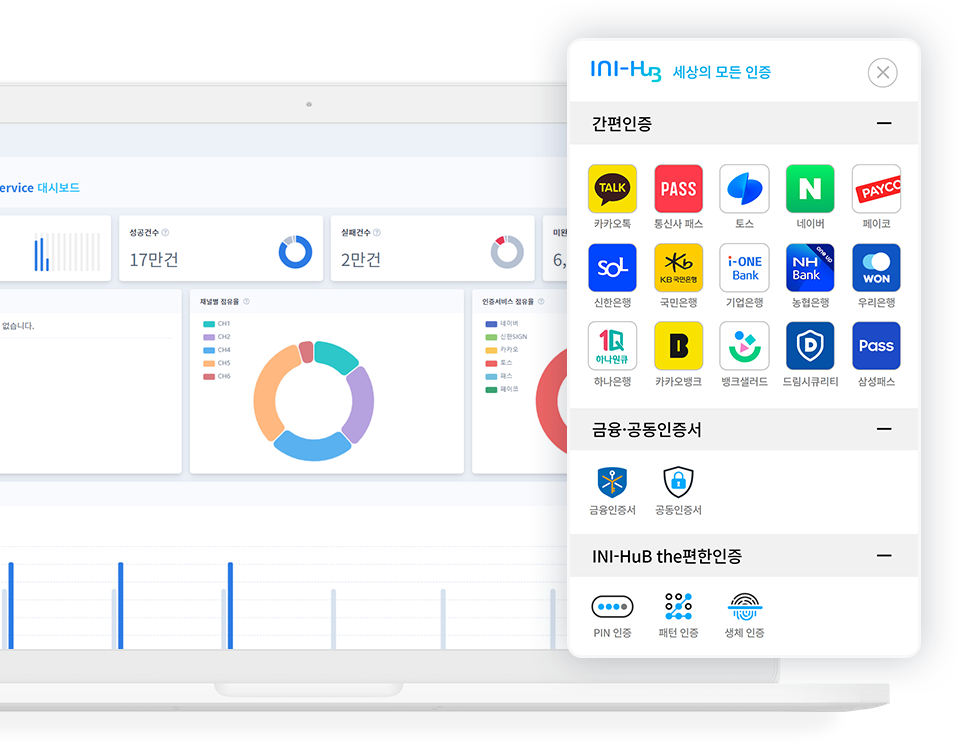 ervice 대시보드
성공건수 ?
17만건
실패건수 ?
2만건
미완
6,
없습니다.
채널별 점유율 ?
CH1
CH2
CH4
CH5
CH6
인증서비스 점유율 ?
네이버
신한SIGN
카카오
토스
패스
페이코
INI-HuB 세상의 모든 인증
간편인증
TALK
PASS
N
PAYCO
카카오톡
통신사 패스
토스
네이버
페이코
SOL
KB 국민은행
i-ONE Bank
NH Bank
one up
WON
신한은행
국민은행
기업은행
농협은행
우리은행
1Q 하나원큐
B
D
Pass
하나은행
카카오뱅크
뱅크샐러드
드림시큐리티
삼성패스
금융·공동인증서
금융인증서
공동인증서
INI-HuB the편한인증
PIN 인증
패턴 인증
생체 인증